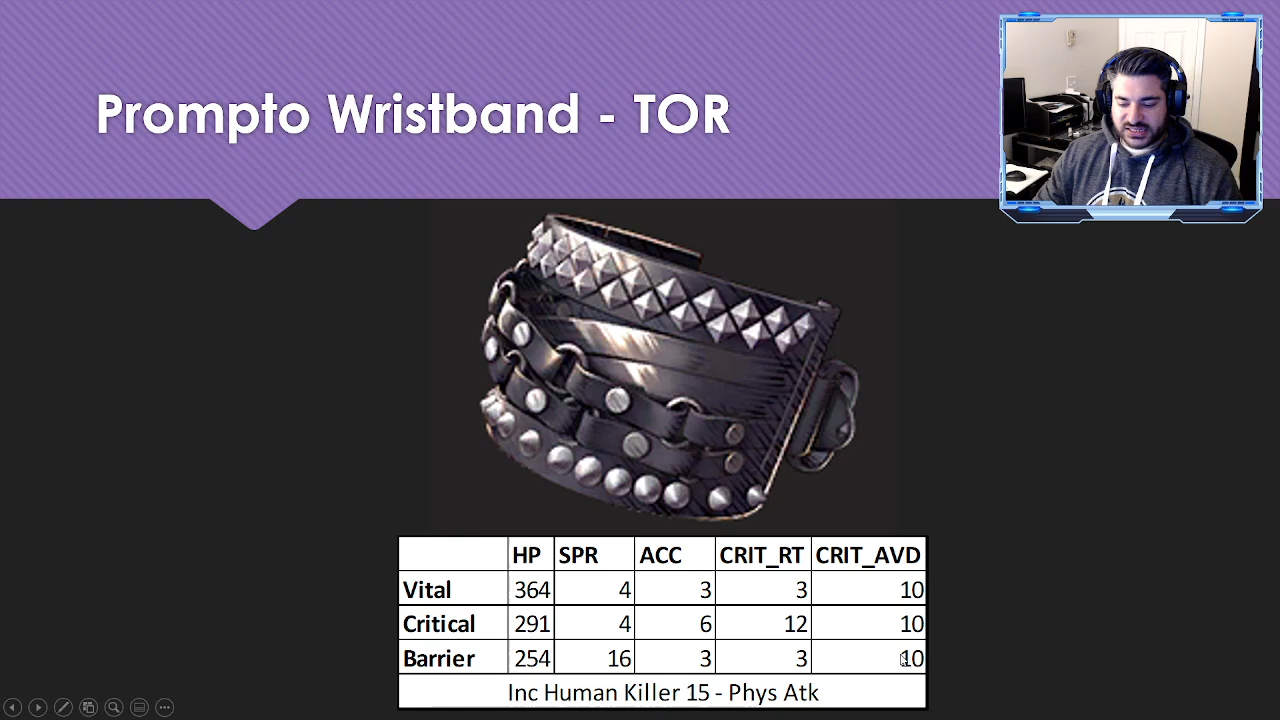 Prompto Wristband - TOR
HP SPR ACC CRIT_RT CRIT_AVD
Vital 364 4 3 3 10
Critical 291 4 6 12 10
Barrier 254 16 3 3 10
Inc Human Killer 15 - Phys Atk